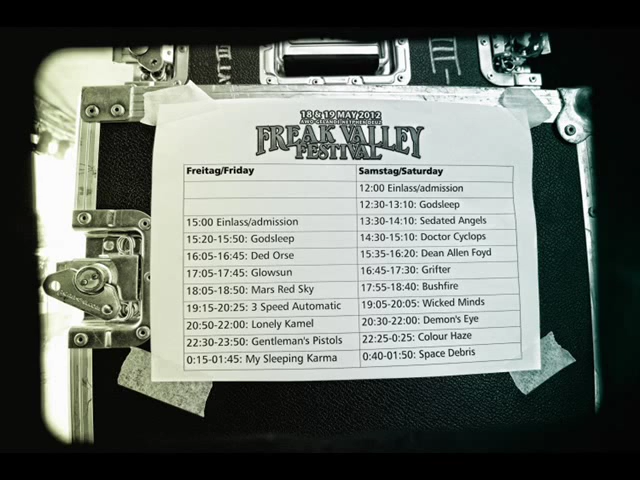 18 & 19 MAY 2012
AWO GELÄNDE NETPHEN DEUZ
FREAK VALLEY
FESTIVAL
Freitag/Friday Samstag/Saturday
12:00 Einlass/admission
12:30-13:10: Godsleep
15:00 Einlass/admission 13:30-14:10: Sedated Angels
15:20-15:50: Godsleep 14:30-15:10: Doctor Cyclops
16:05-16:45: Ded Orse 15:35-16:20: Dean Allen Foyd
17:05-17:45: Glowsun 16:45-17:30: Grifter
18:05-18:50: Mars Red Sky 17:55-18:40: Bushfire
19:15-20:25: 3 Speed Automatic 19:05-20:05: Wicked Minds
20:50-22:00: Lonely Kamel 20:30-22:00: Demon's Eye
22:30-23:50: Gentleman's Pistols 22:25-0:25: Colour Haze
0:15-01:45: My Sleeping Karma 0:40-01:50: Space Debris